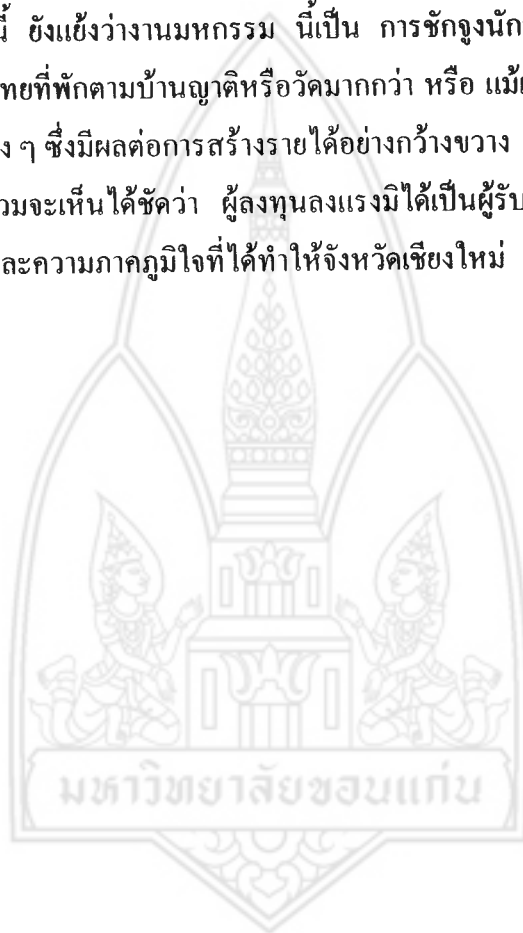 นี้ ยังแย้งว่างานมหกรรม นี้เป็น การชักจูงนัก
ทยที่พักตามบ้านญาติหรือวัดมากกว่า หรือ แม้
ง ๆ ซึ่งมีผลต่อการสร้างรายได้อย่างกว้างขวาง
วมจะเห็นได้ชัดว่า ผู้ลงทุนลงแรงมิได้เป็นผู้รับ
ละความภาคภูมิใจที่ได้ทำให้จังหวัดเชียงใหม่
มหาวิทยาลัยขอนแก่น